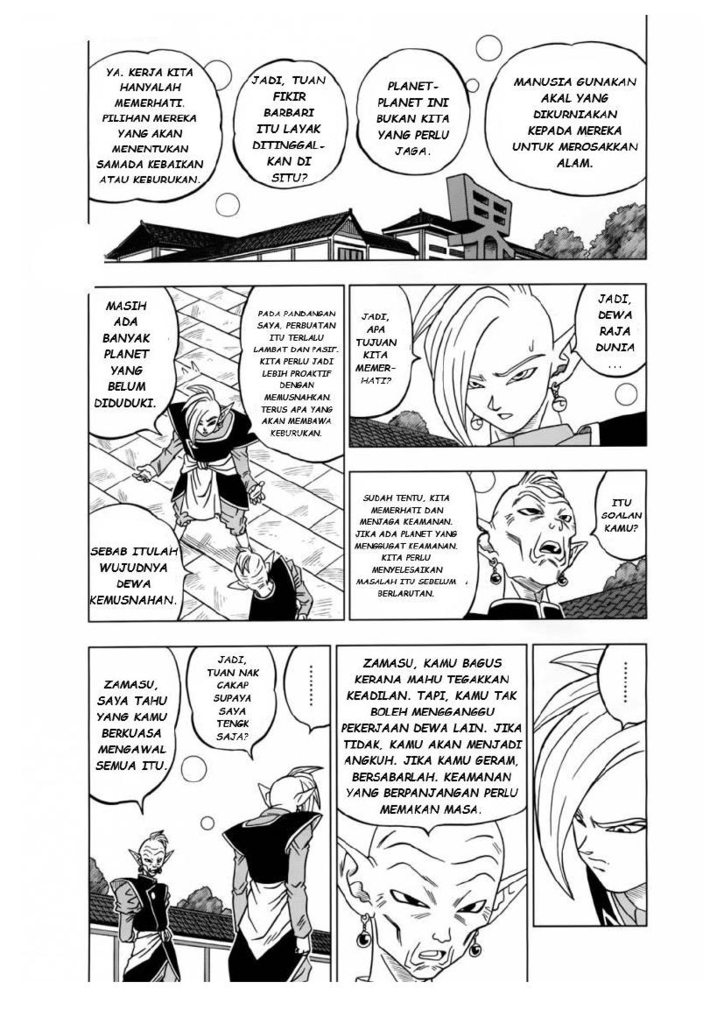 MANUSIA GUNAKAN
AKAL YANG
DIKURNIAKAN
KEPADA MEREKA
UNTUK MEROSAKKAN
ALAM.
PLANET-
PLANET INI
BUKAN KITA
YANG PERLU
JAGA.
JADI, TUAN
FIKIR
BARBARI
ITU LAYAK
DITINGGAL-
KAN DI
SITU?
YA. KERJA KITA
HANYALAH
MEMERHATI.
PILIHAN MEREKA
YANG AKAN
MENENTUKAN
SAMADA KEBAIKAN
ATAU KEBURUKAN.
JADI,
DEWA
RAJA
DUNIA
...
JADI,
APA
TUJUAN
KITA
MEMER-
HATI?
ITU
SOALAN
KAMU?
SUDAH TENTU, KITA
MEMERHATI DAN
MENJAGA KEAMANAN.
JIKA ADA PLANET YANG
MENGGUGAT KEAMANAN.
KITA PERLU
MENYELESAIKAN
MASALAH ITU SEBELUM
BERLARUTAN.
PADA PANDANGAN
SAYA, PERBUATAN
ITU TERLALU
LAMBAT DAN PASIF.
KITA PERLU JADI
LEBIH PROAKTIF
DENGAN
MEMUSNAHKAN.
TERUS APA YANG
AKAN MEMBAWA
KEBURUKAN.
MASIH
ADA
BANYAK
PLANET
YANG
BELUM
DIDUDUKI.
SEBAB ITULAH
WUJUDNYA
DEWA
KEMUSNAHAN.
..........
ZAMASU, KAMU BAGUS
KERANA MAHU TEGAKKAN
KEADILAN. TAPI, KAMU TAK
BOLEH MENGGANGGU
PEKERJAAN DEWA LAIN. JIKA
TIDAK, KAMU AKAN MENJADI
ANGKUH. JIKA KAMU GERAM,
BERSABARLAH. KEAMANAN
YANG BERPANJANGAN PERLU
MEMAKAN MASA.
..........
JADI,
TUAN NAK
CAKAP
SUPAYA
SAYA
TENGK
SAJA?
ZAMASU,
SAYA TAHU
YANG KAMU
BERKUASA
MENGAWAL
SEMUA ITU.